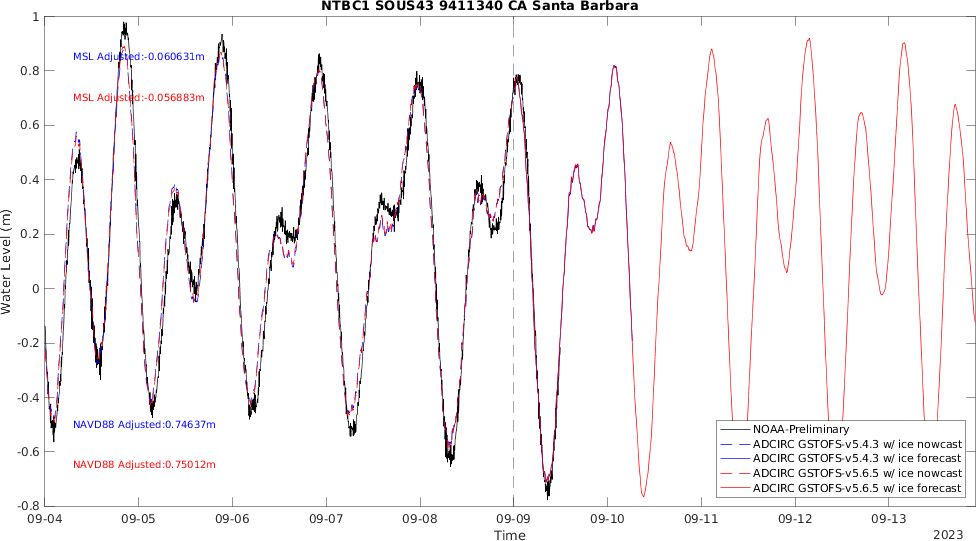 NTBC1 SOUS43 9411340 CA Santa Barbara
1
0.8
0.6
0.4
0.2
0
-0.2
-0.4
-0.6
-0.8
Water Level (m)
MSL Adjusted:-0.060631m
MSL Adjusted:-0.056883m
NAVD88 Adjusted:0.74637m
NAVD88 Adjusted:0.75012m
NOAA-Preliminary
ADCIRC GSTOFS-v5.4.3 w/ ice nowcast
ADCIRC GSTOFS-v5.4.3 w/ ice forecast
ADCIRC GSTOFS-v5.6.5 w/ ice nowcast
ADCIRC GSTOFS-v5.6.5 w/ ice forecast
09-04 09-05 09-06 09-07 09-08 09-09 09-10 09-11 09-12 09-13
Time
2023